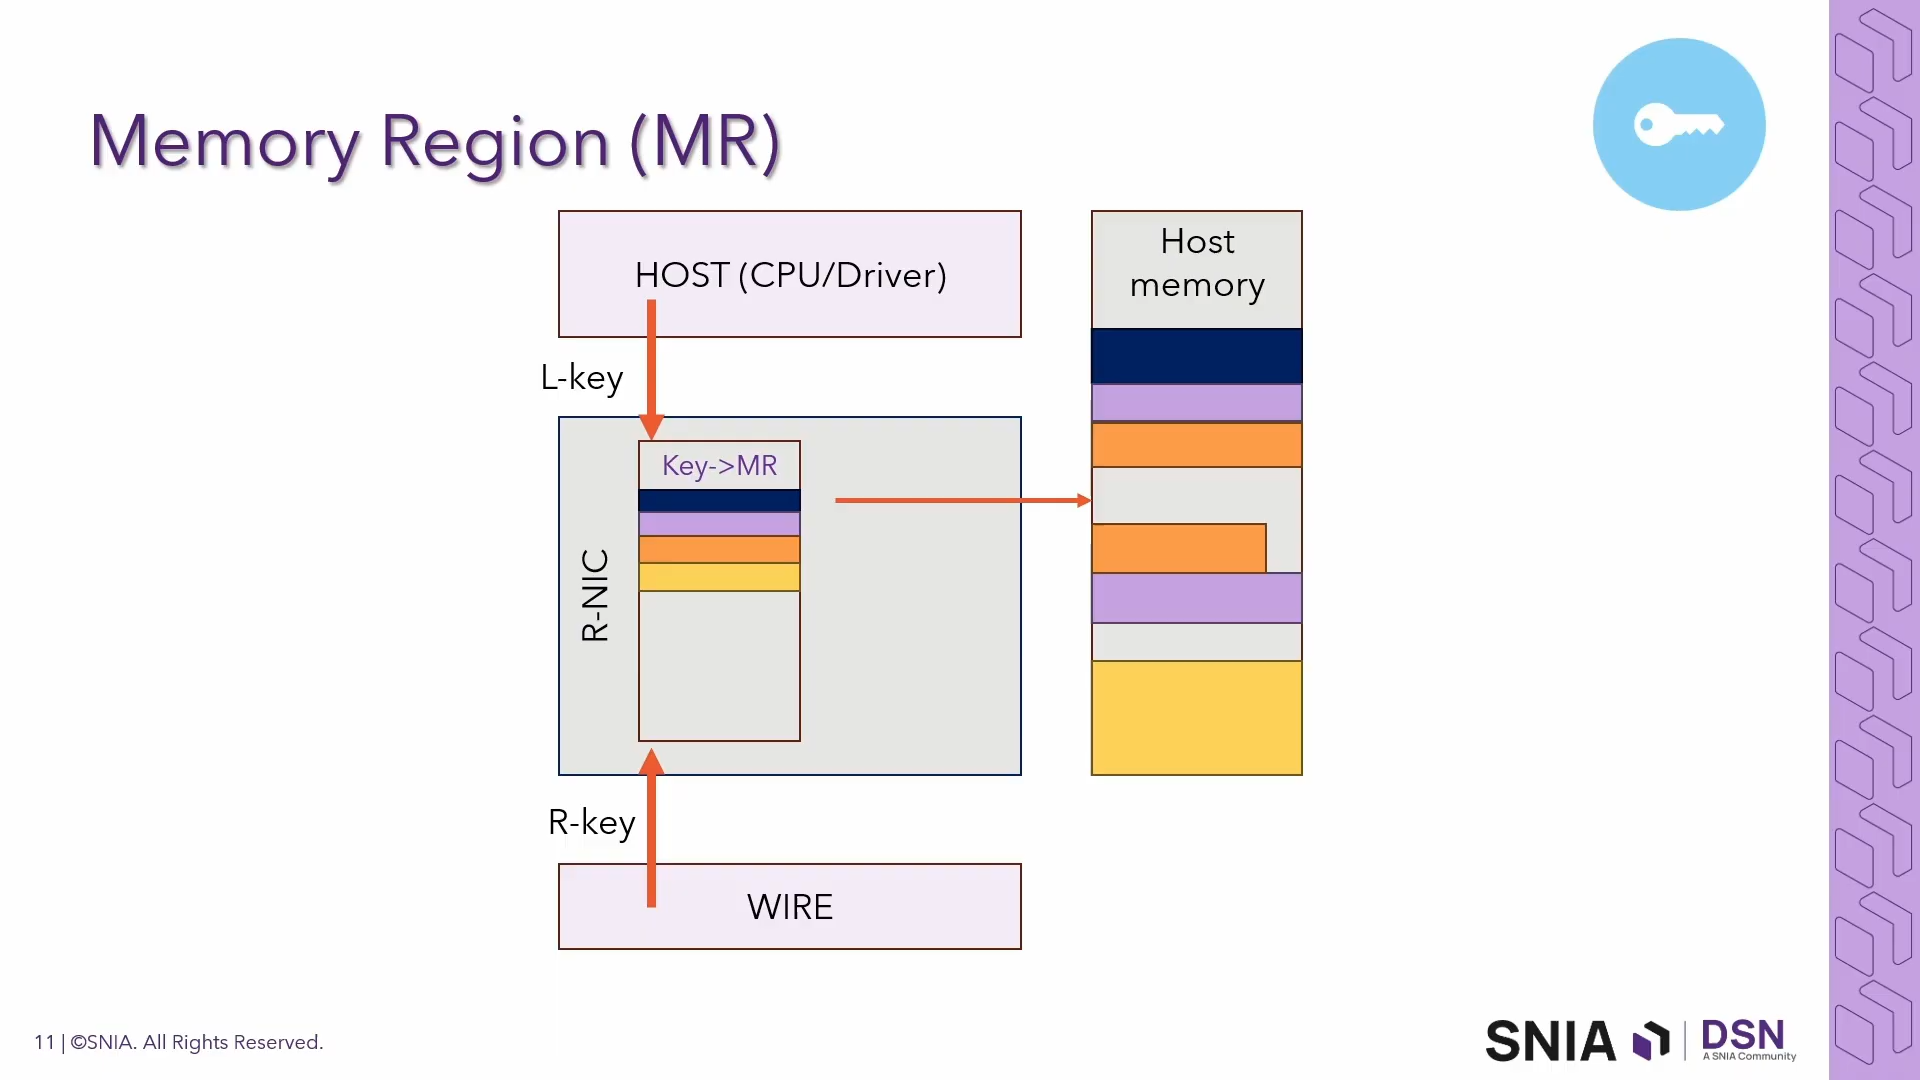 Memory Region (MR)
HOST (CPU/Driver)
Host
memory
L-key
Key->MR
R-NIC
R-key
WIRE
11 | ©SNIA. All Rights Reserved.
SNIA | DSN
A SNIA Community